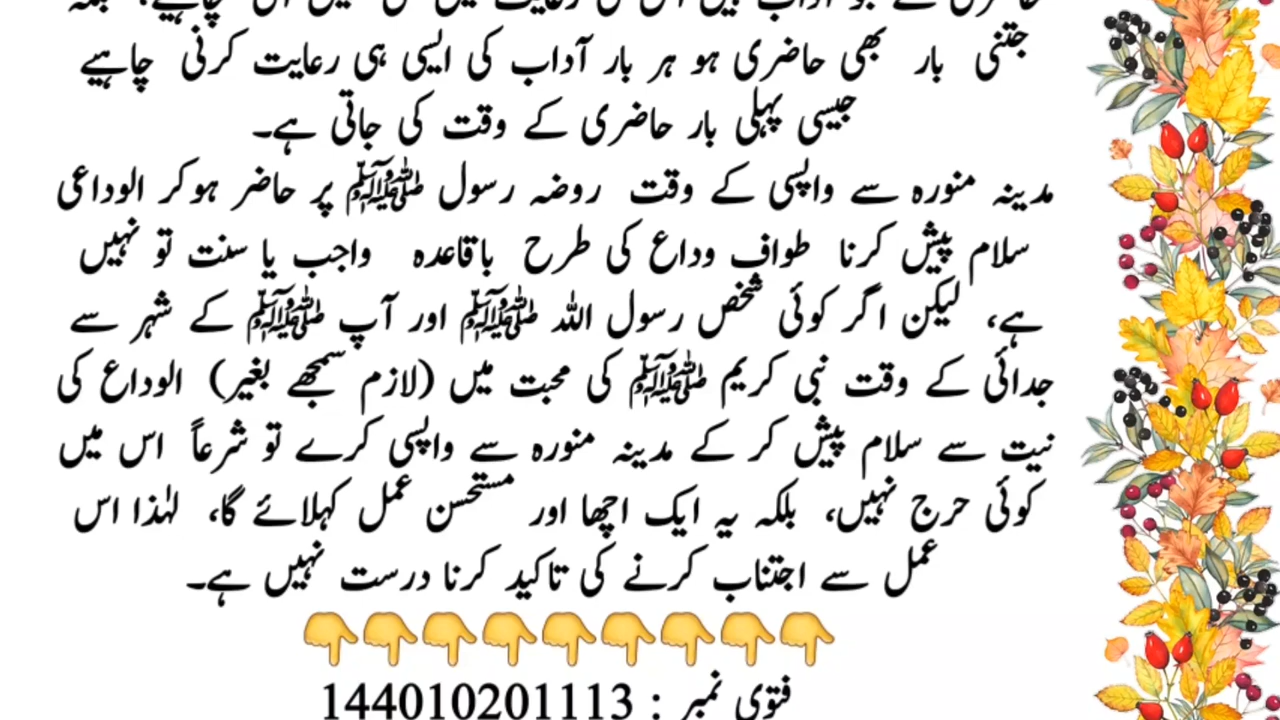 جتنی بار بھی حاضری ہو ہر بار آداب کی ایسی ہی رعایت کرنی چاہیے
جیسی پہلی بار حاضری کے وقت کی جاتی ہے۔
مدینہ منورہ سے واپسی کے وقت روضہ رسول ﷺ پر حاضر ہوکر الوداعی
سلام پیش کرنا طواف وداع کی طرح باقاعدہ واجب یا سنت تو نہیں
ہے، لیکن اگر کوئی شخص رسول اللہ ﷺ اور آپ ﷺ کے شہر سے
جدائی کے وقت نبی کریم ﷺ کی محبت میں (لازم سمجھے بغیر) الوداع کی
نیت سے سلام پیش کر کے مدینہ منورہ سے واپسی کرے تو شرعاً اس میں
کوئی حرج نہیں، بلکہ یہ ایک اچھا اور مستحسن عمل کہلائے گا، لہٰذا اس
عمل سے اجتناب کرنے کی تاکید کرنا درست نہیں ہے۔
👇👇👇👇👇👇👇👇👇
فتوی نمبر : 144010201113